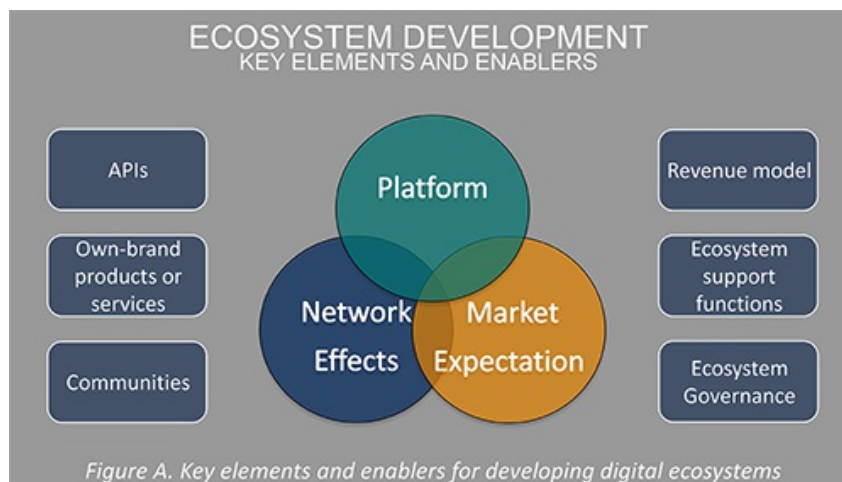 ECOSYSTEM DEVELOPMENT
KEY ELEMENTS AND ENABLERS
APIs
Own-brand
products or
services
Communities
Platform
Network
Effects
Market
Expectation
Revenue model
Ecosystem
support
functions
Ecosystem
Governance
Figure A. Key elements and enablers for developing digital ecosystems